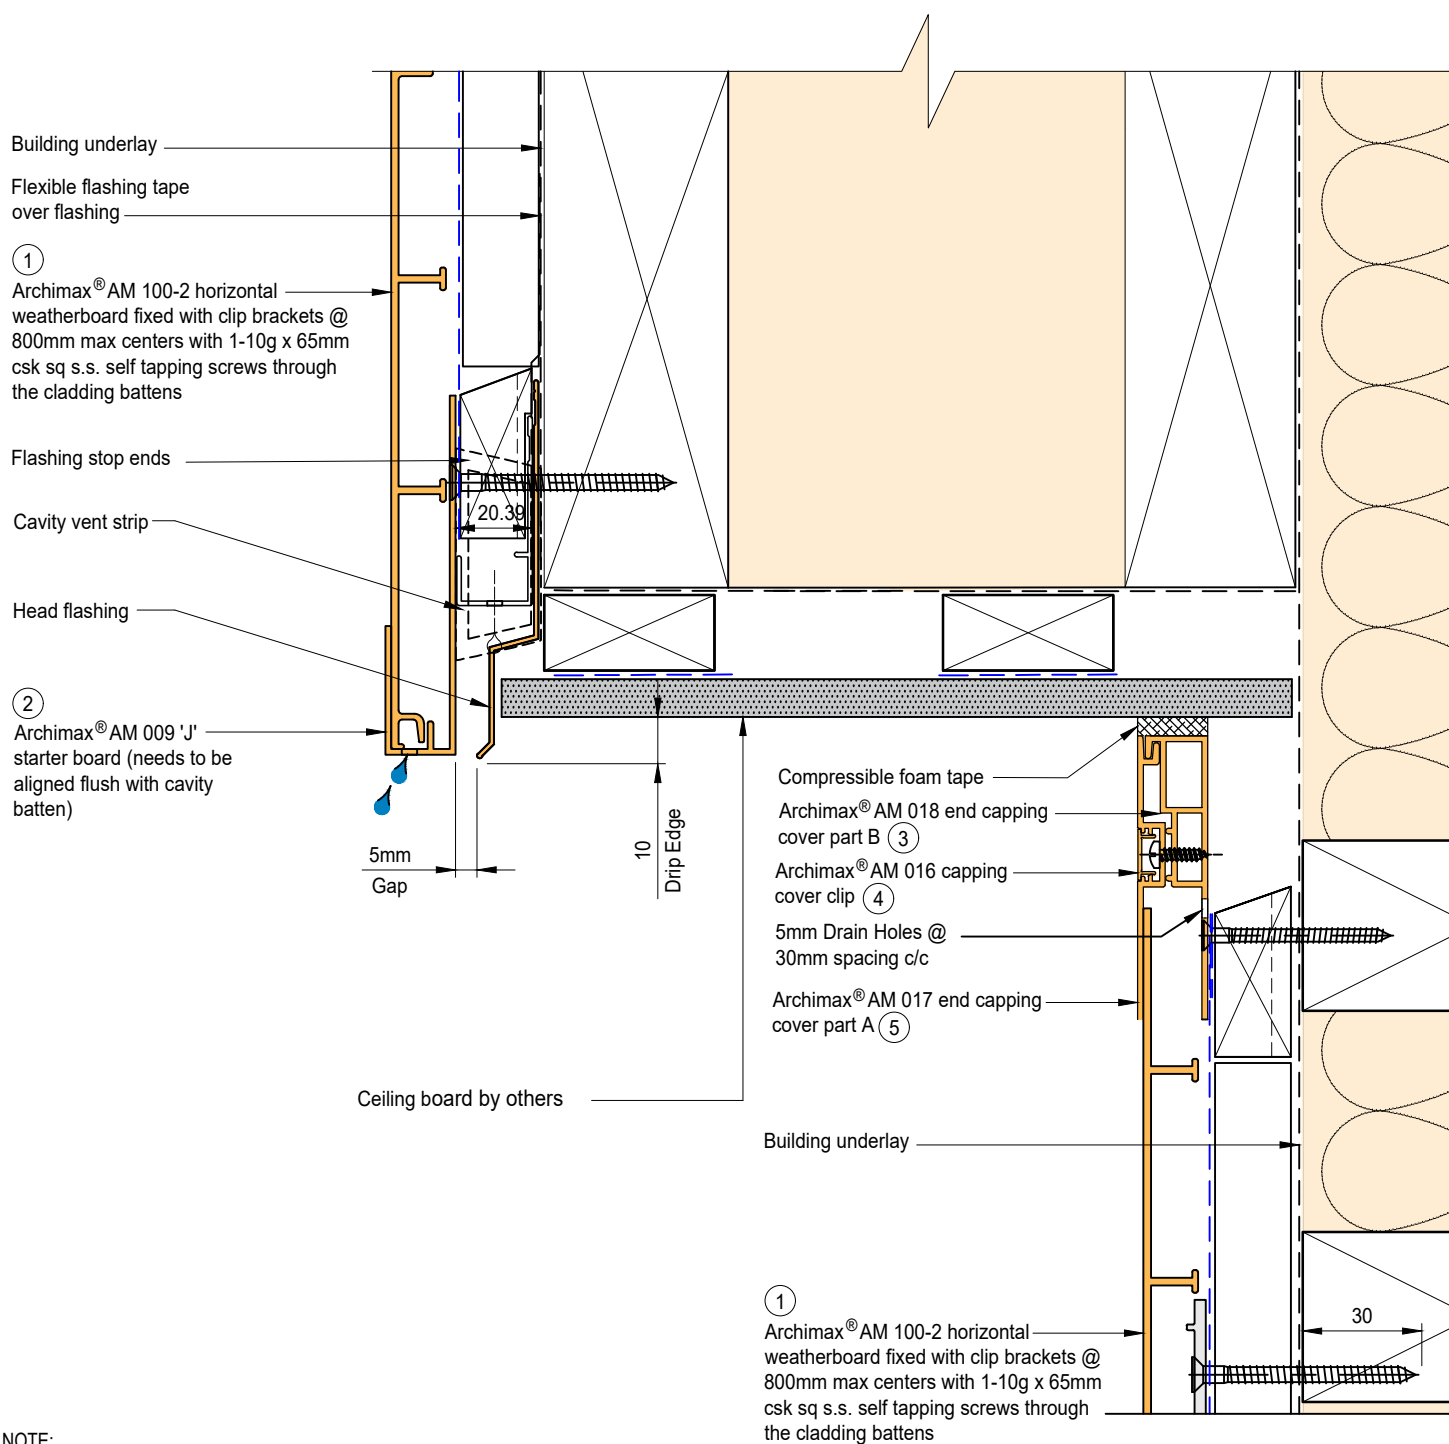 Building underlay
Flexible flashing tape
over flashing
1
Archimax® AM 100-2 horizontal
weatherboard fixed with clip brackets @
800mm max centers with 1-10g x 65mm
csk sq s.s. self tapping screws through
the cladding battens
Flashing stop ends
20.39
Cavity vent strip
Head flashing
2
Archimax® AM 009 'J'
starter board (needs to be
aligned flush with cavity
batten)
5mm
Gap
10
Drip Edge
Compressible foam tape
Archimax® AM 018 end capping
cover part B 3
Archimax® AM 016 capping
cover clip 4
5mm Drain Holes @
30mm spacing c/c
Archimax® AM 017 end capping
cover part A 5
Ceiling board by others
Building underlay
1
Archimax® AM 100-2 horizontal
weatherboard fixed with clip brackets @
800mm max centers with 1-10g x 65mm
csk sq s.s. self tapping screws through
the cladding battens
30
NOTE: